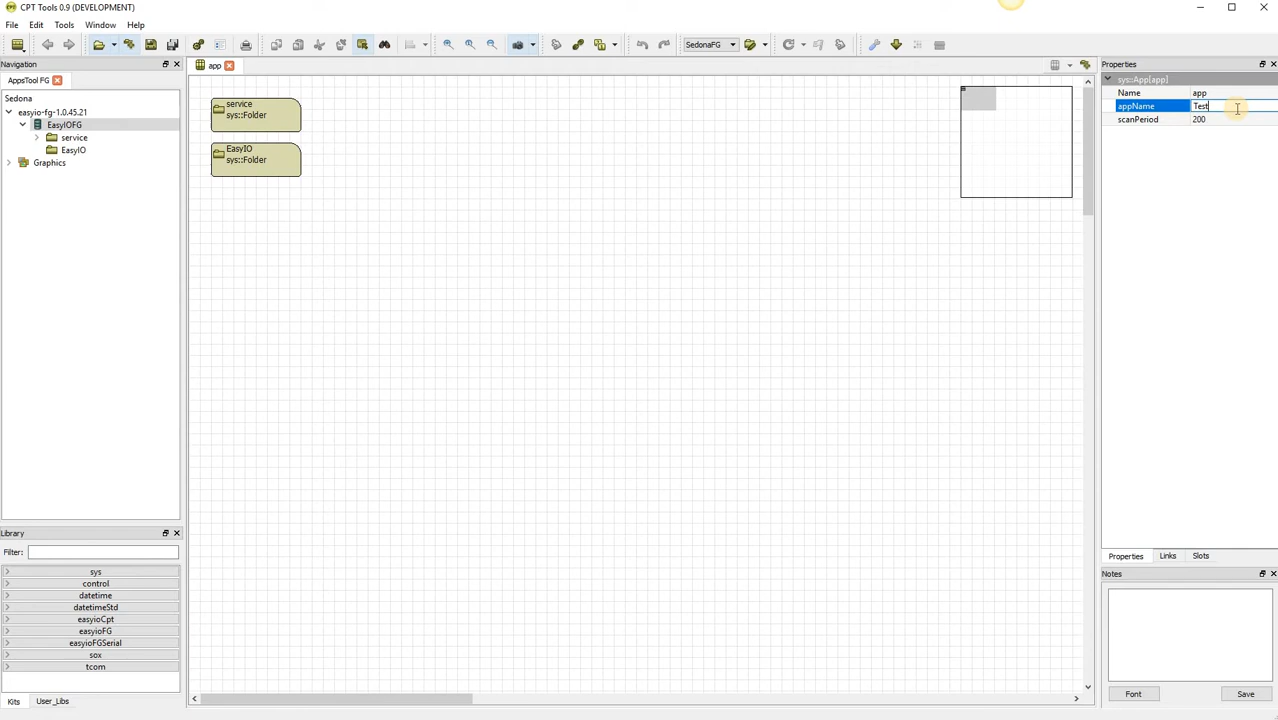 CPT Tools 0.9 (DEVELOPMENT)
File Edit Tools Window Help
SedonaFG
Navigation
AppsTool FG
Sedona
easyio-fg-1.0.45.21
EasyIOFG
service
EasyIO
Graphics
Library
Filter:
sys
control
datetime
datetimeStd
easyioCpt
easyioFG
easyioFGSerial
sox
tcom
Kits User_Libs
app
service
sys::Folder
EasyIO
sys::Folder
Properties
sys::App[app]
Name app
appName Test
scanPeriod 200
Properties Links Slots
Notes
Font Save